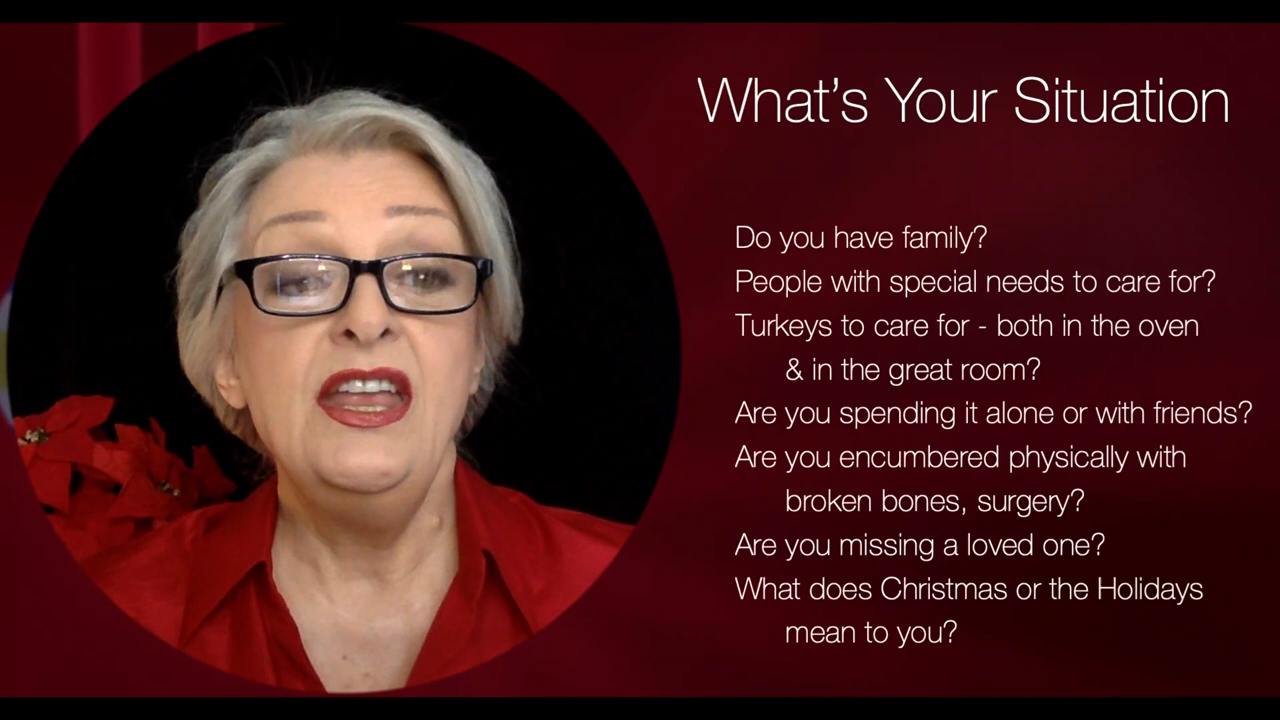 What's Your Situation
Do you have family?
People with special needs to care for?
Turkeys to care for - both in the oven
& in the great room?
Are you spending it alone or with friends?
Are you encumbered physically with
broken bones, surgery?
Are you missing a loved one?
What does Christmas or the Holidays
mean to you?